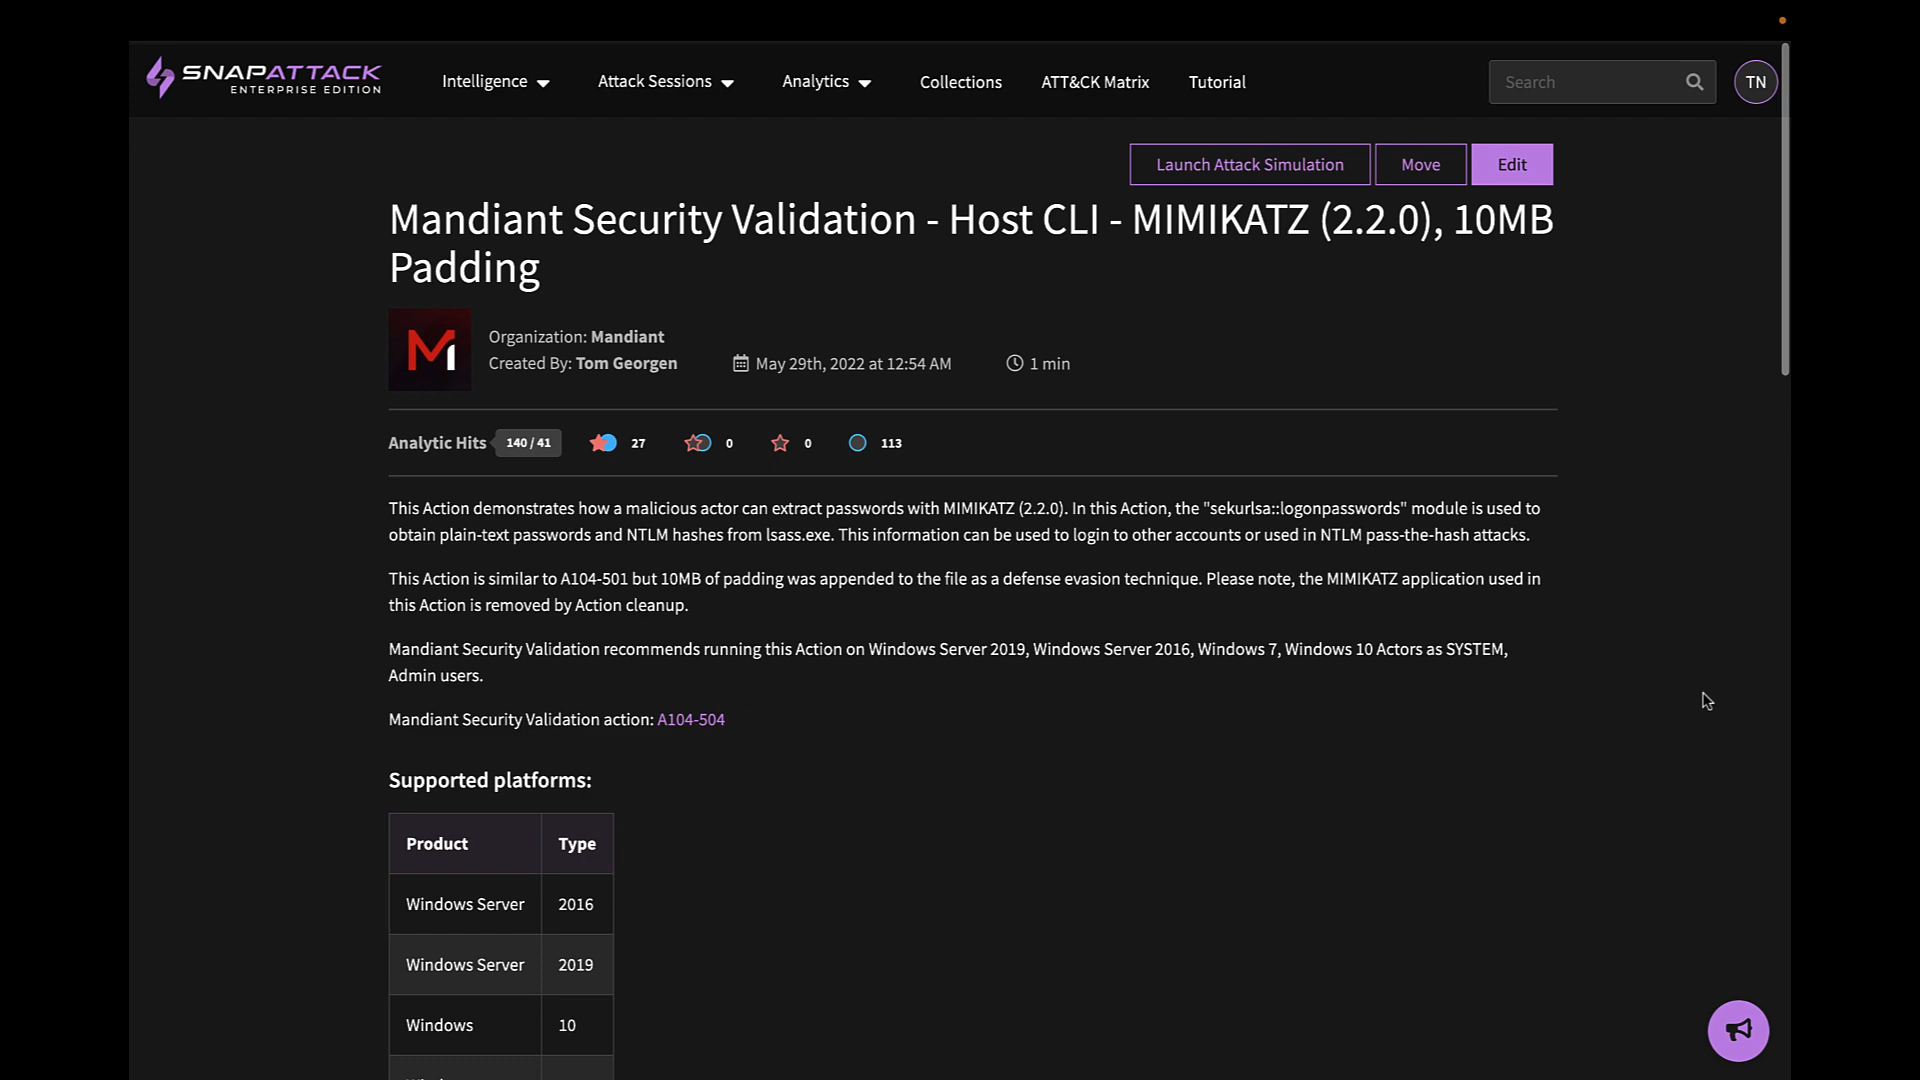 SNAPATTACK
ENTERPRISE EDITION
Intelligence
Attack Sessions
Analytics
Collections
ATT&CK Matrix
Tutorial
Search
TN
Launch Attack Simulation
Move
Edit
Mandiant Security Validation - Host CLI - MIMIKATZ (2.2.0), 10MB
Padding
M
Organization: Mandiant
Created By: Tom Georgen
May 29th, 2022 at 12:54 AM
1 min
Analytic Hits
140 / 41
27
0
0
113
This Action demonstrates how a malicious actor can extract passwords with MIMIKATZ (2.2.0). In this Action, the "sekurlsa::logonpasswords" module is used to
obtain plain-text passwords and NTLM hashes from lsass.exe. This information can be used to login to other accounts or used in NTLM pass-the-hash attacks.
This Action is similar to A104-501 but 10MB of padding was appended to the file as a defense evasion technique. Please note, the MIMIKATZ application used in
this Action is removed by Action cleanup.
Mandiant Security Validation recommends running this Action on Windows Server 2019, Windows Server 2016, Windows 7, Windows 10 Actors as SYSTEM,
Admin users.
Mandiant Security Validation action: A104-504
Supported platforms:
Product Type
Windows Server 2016
Windows Server 2019
Windows 10